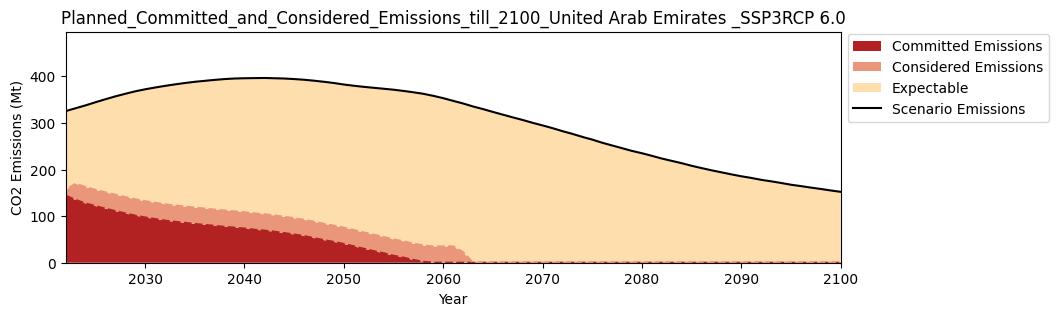 Planned_Committed_and_Considered_Emissions_till_2100_United Arab Emirates _SSP3RCP 6.0
Committed Emissions
Considered Emissions
Expectable
Scenario Emissions
CO2 Emissions (Mt)
400
300
200
100
0
2030 2040 2050 2060 2070 2080 2090 2100
Year